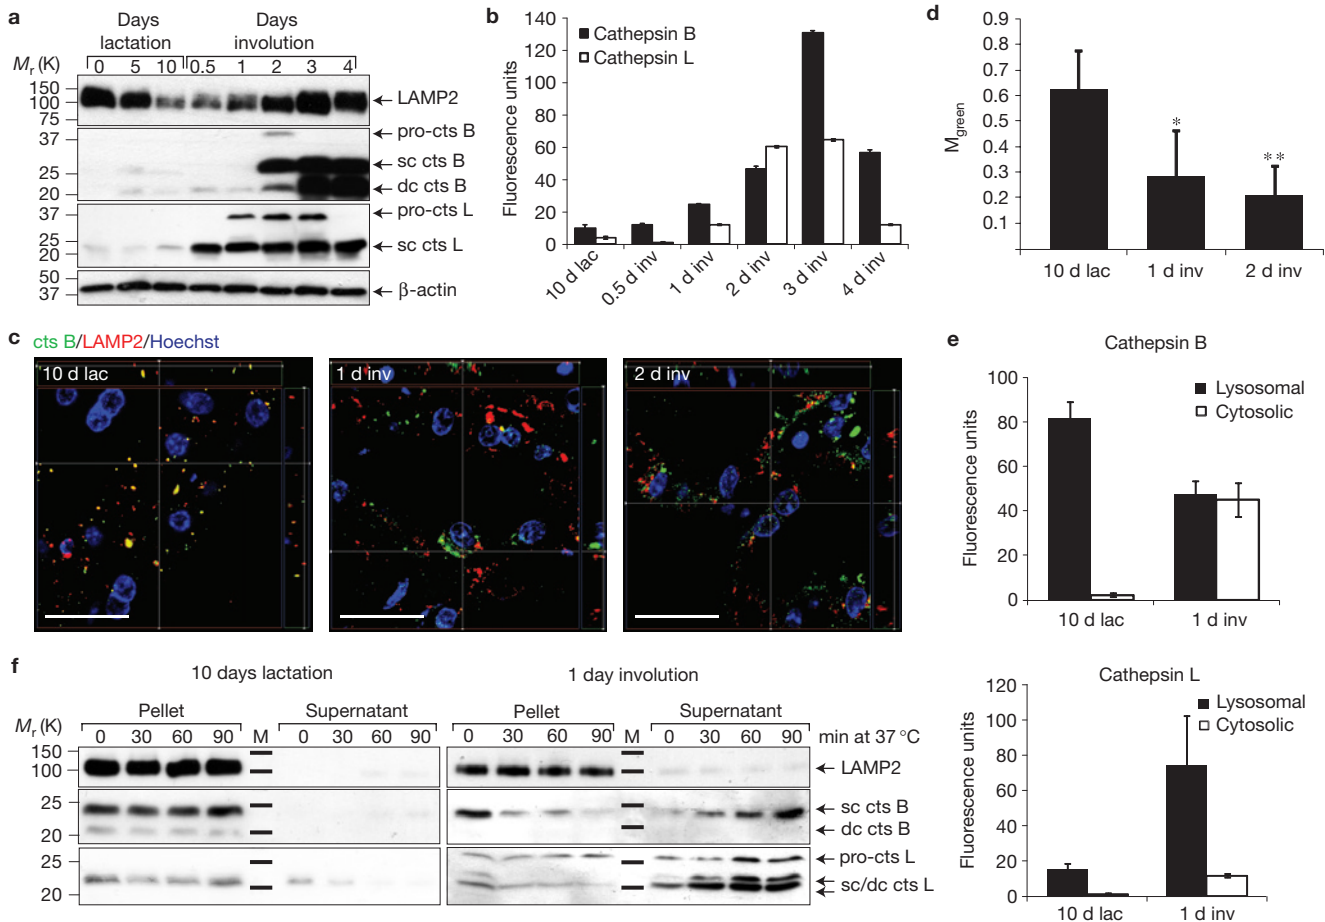 a
Days lactation
Days involution
Mr (K)
0 5 10 0.5 1 2 3 4
150
100
75
LAMP2
37
25
20
pro-cts B
sc cts B
dc cts B
37
25
20
pro-cts L
sc cts L
50
37
β-actin
b
Fluorescence units
140
120
100
80
60
40
20
0
Cathepsin B
Cathepsin L
10 d lac
0.5 d inv
1 d inv
2 d inv
3 d inv
4 d inv
d
Mgreen
0.9
0.8
0.7
0.6
0.5
0.4
0.3
0.2
0.1
*
**
10 d lac
1 d inv
2 d inv
c
cts B/LAMP2/Hoechst
10 d lac
1 d inv
2 d inv
e
Cathepsin B
Fluorescence units
100
80
60
40
20
0
Lysosomal
Cytosolic
10 d lac
1 d inv
Cathepsin L
Fluorescence units
120
100
80
60
40
20
0
Lysosomal
Cytosolic
10 d lac
1 d inv
f
10 days lactation
1 day involution
Mr (K)
Pellet
Supernatant
Pellet
Supernatant
0 30 60 90 M 0 30 60 90
0 30 60 90 M 0 30 60 90 min at 37 °C
150
100
LAMP2
25
20
sc cts B
dc cts B
25
20
pro-cts L
sc/dc cts L